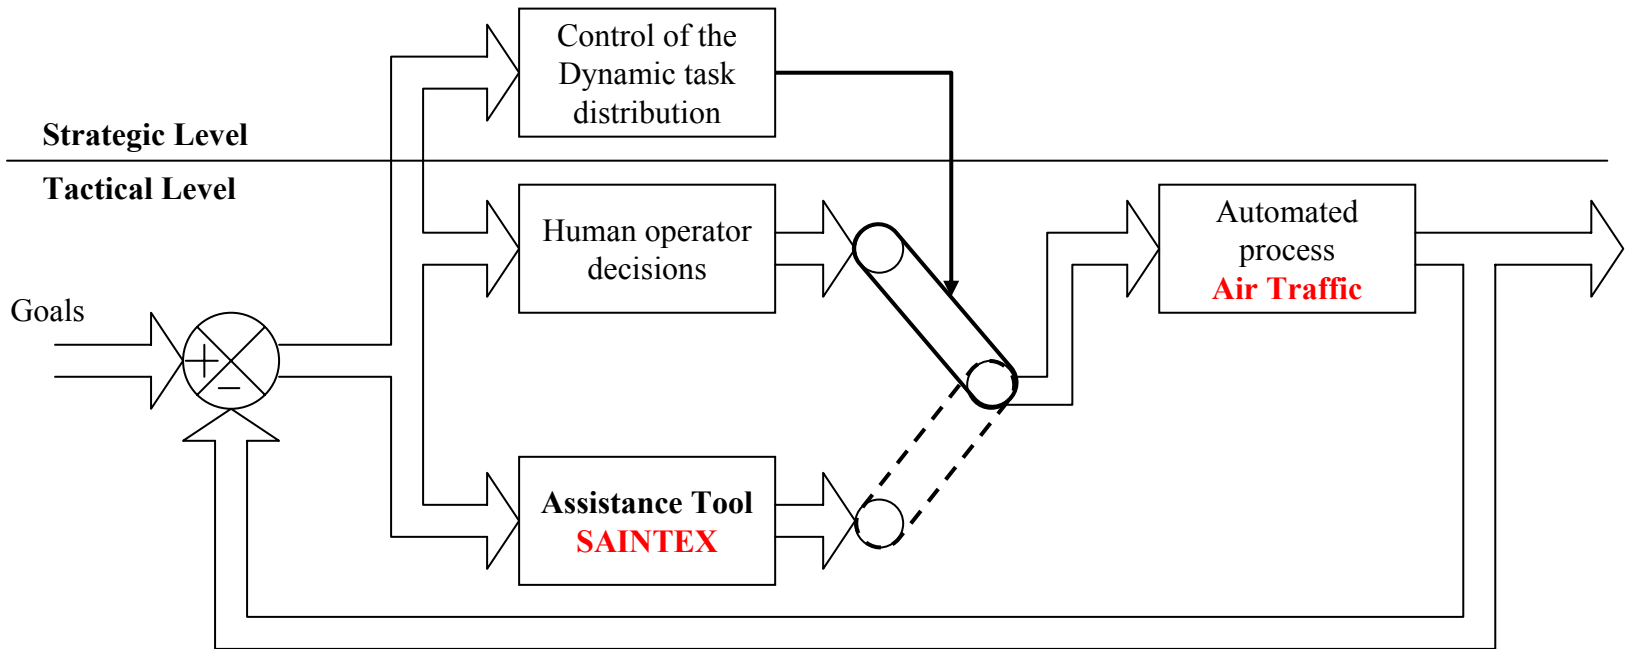 Control of the
Dynamic task
distribution
Strategic Level
Tactical Level
Human operator
decisions
Automated
process
Air Traffic
Goals
+
−
Assistance Tool
SAINTEX